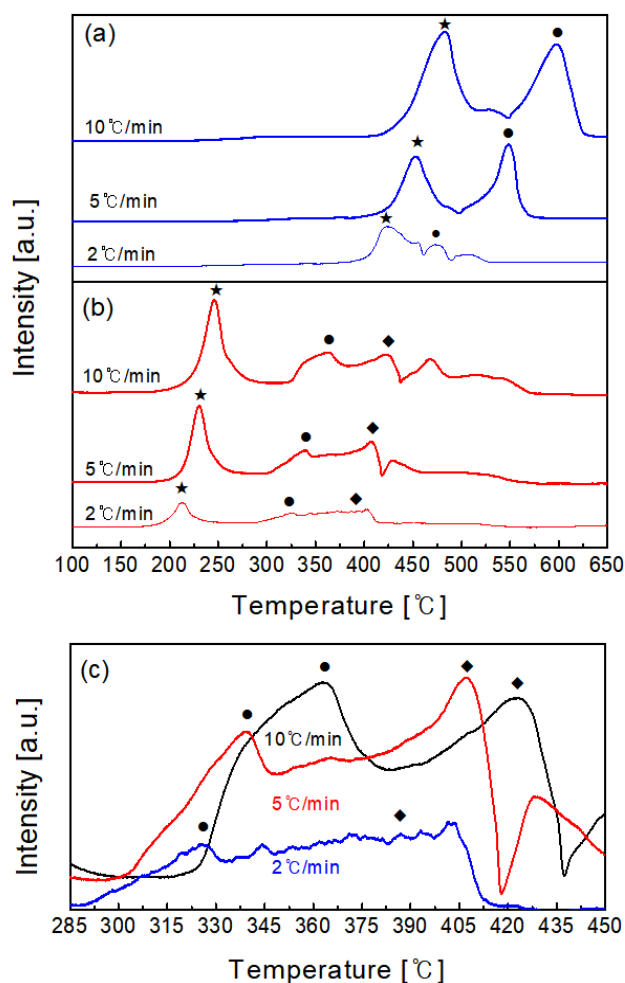 (a)
10℃/min
5℃/min
2℃/min
(b)
10℃/min
5℃/min
2℃/min
Intensity [a.u.]
100 150 200 250 300 350 400 450 500 550 600 650
Temperature [℃]
(c)
10℃/min
5℃/min
2℃/min
Intensity [a.u.]
285 300 315 330 345 360 375 390 405 420 435 450
Temperature [℃]